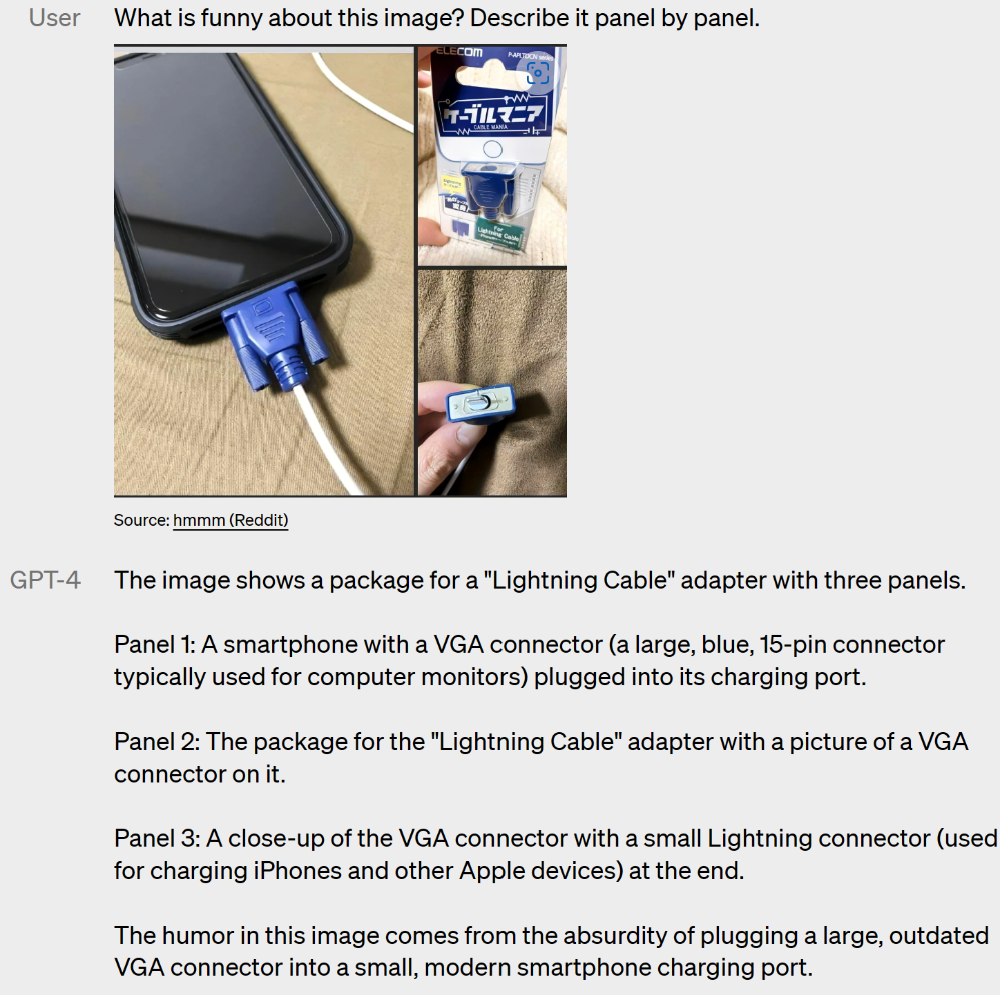 User
What is funny about this image? Describe it panel by panel.
ELECOM
P-APLTDCN series
ケーブルマニア
CABLE MANIA
Lightning
変身
For
Lightning Cable
Source: hmmm (Reddit)
GPT-4
The image shows a package for a "Lightning Cable" adapter with three panels.
Panel 1: A smartphone with a VGA connector (a large, blue, 15-pin connector
typically used for computer monitors) plugged into its charging port.
Panel 2: The package for the "Lightning Cable" adapter with a picture of a VGA
connector on it.
Panel 3: A close-up of the VGA connector with a small Lightning connector (used
for charging iPhones and other Apple devices) at the end.
The humor in this image comes from the absurdity of plugging a large, outdated
VGA connector into a small, modern smartphone charging port.